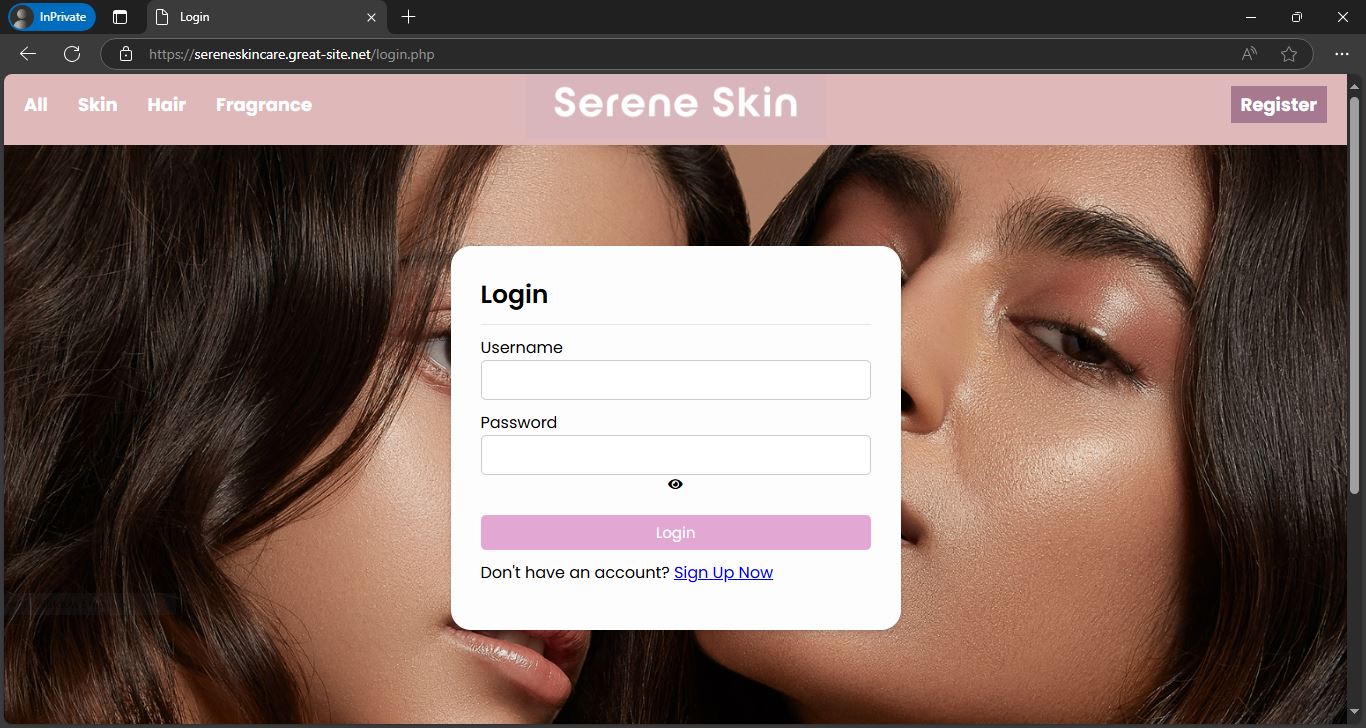 InPrivate
Login
https://sereneskincare.great-site.net/login.php
All Skin Hair Fragrance
Serene Skin
Register
Login
Username
Password
Login
Don't have an account? Sign Up Now